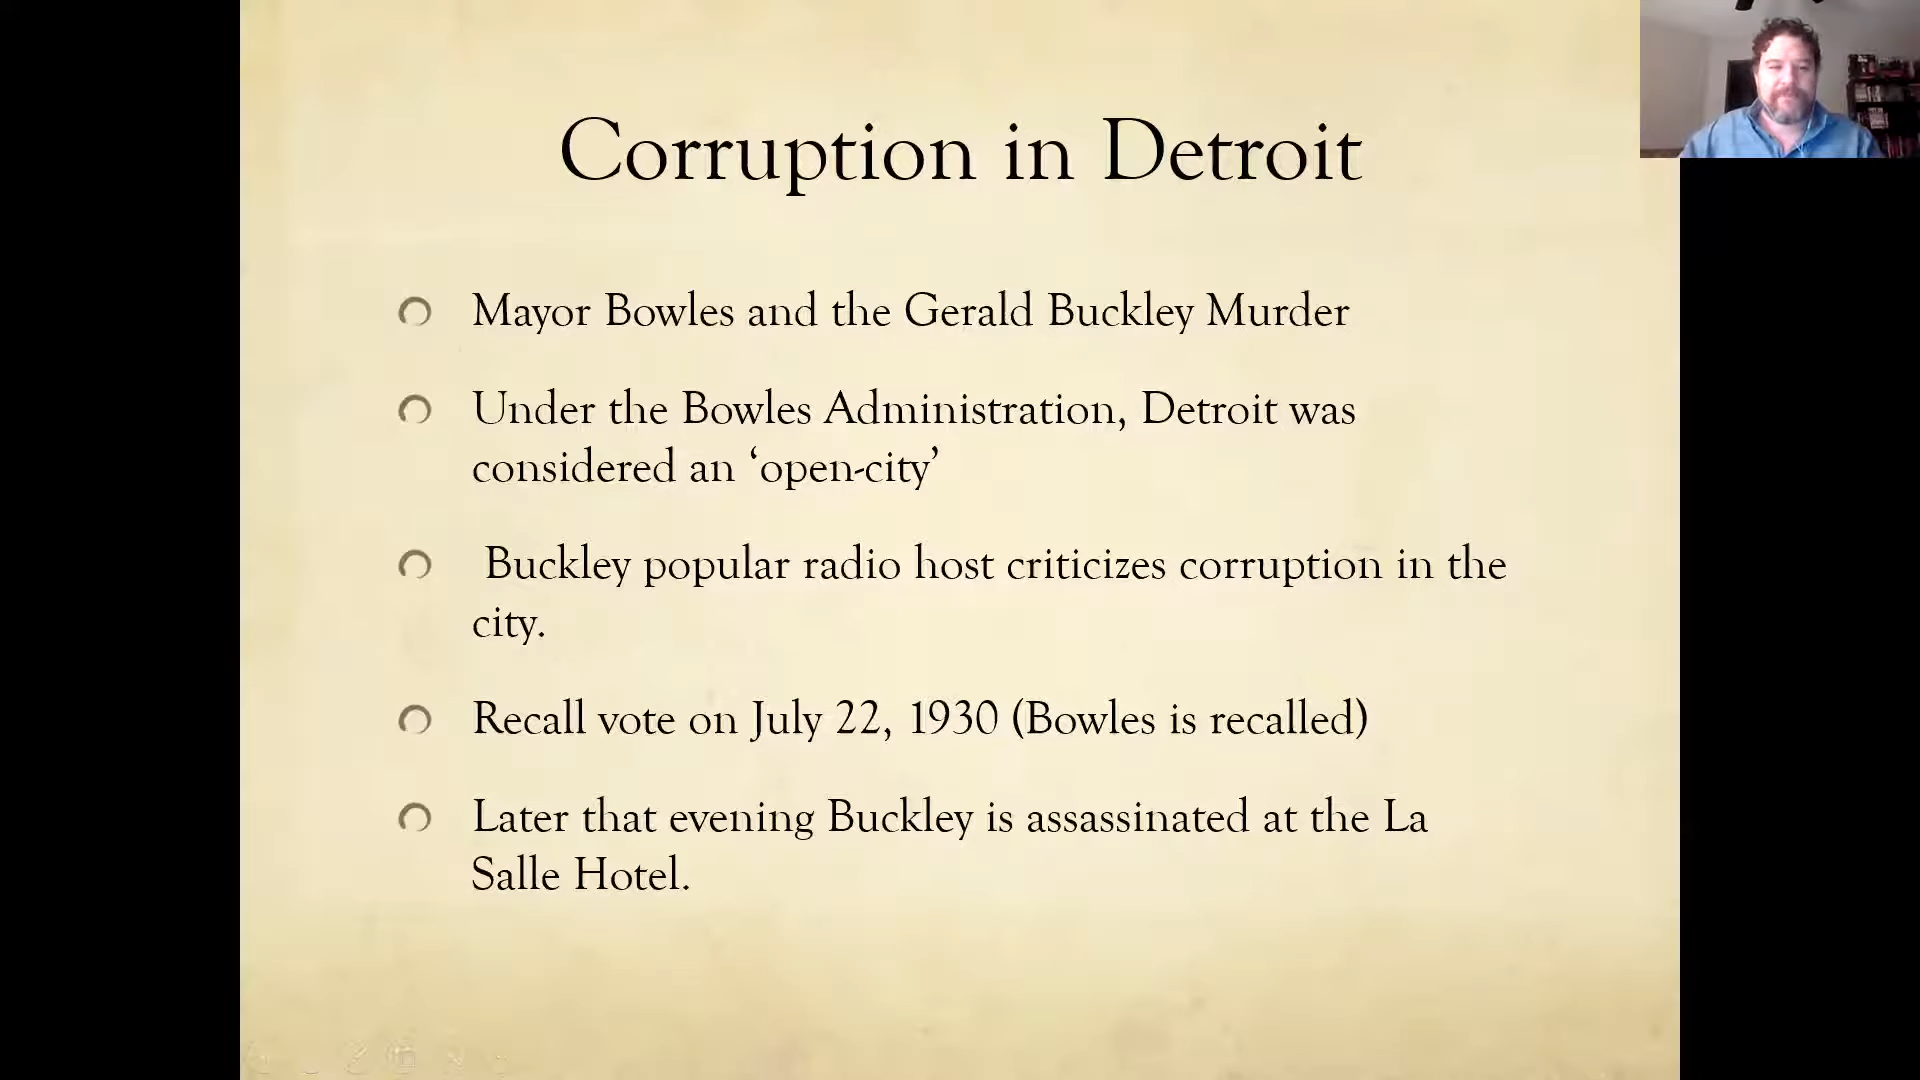 Corruption in Detroit
Mayor Bowles and the Gerald Buckley Murder
Under the Bowles Administration, Detroit was
considered an ‘open-city’
Buckley popular radio host criticizes corruption in the
city.
Recall vote on July 22, 1930 (Bowles is recalled)
Later that evening Buckley is assassinated at the La
Salle Hotel.